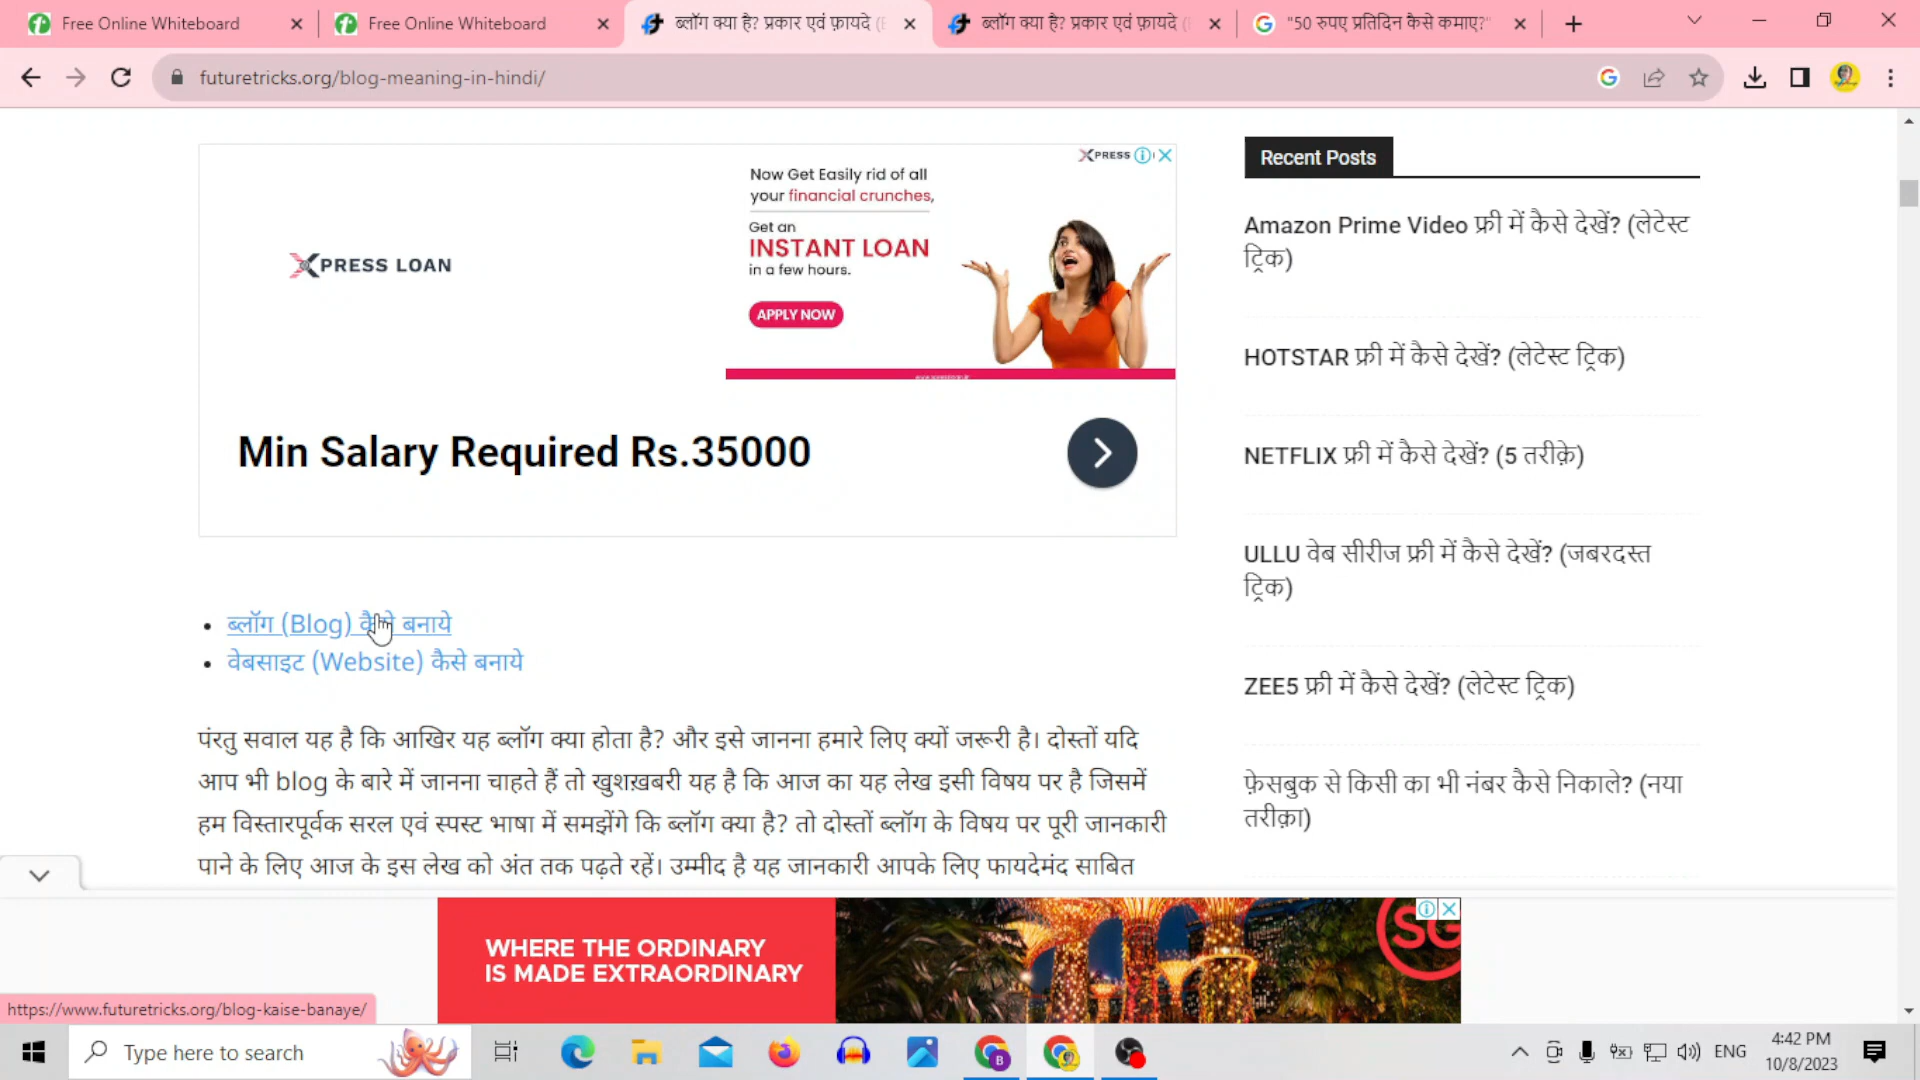 Free Online Whiteboard
Free Online Whiteboard
ब्लॉग क्या है? प्रकार एवं फ़ायदे (
ब्लॉग क्या है? प्रकार एवं फ़ायदे (
"50 रुपए प्रतिदिन कैसे कमाए?"
futuretricks.org/blog-meaning-in-hindi/
XPRESS
Now Get Easily rid of all
your financial crunches,
Get an
INSTANT LOAN
in a few hours.
APPLY NOW
XPRESS LOAN
Min Salary Required Rs.35000
Recent Posts
Amazon Prime Video फ्री में कैसे देखें? (लेटेस्ट
ट्रिक)
HOTSTAR फ्री में कैसे देखें? (लेटेस्ट ट्रिक)
NETFLIX फ्री में कैसे देखें? (5 तरीक़े)
ULLU वेब सीरीज फ्री में कैसे देखें? (जबरदस्त
ट्रिक)
ZEE5 फ्री में कैसे देखें? (लेटेस्ट ट्रिक)
फ़ेसबुक से किसी का भी नंबर कैसे निकाले? (नया
तरीक़ा)
ब्लॉग (Blog) कैसे बनाये
वेबसाइट (Website) कैसे बनाये
पंरतु सवाल यह है कि आखिर यह ब्लॉग क्या होता है? और इसे जानना हमारे लिए क्यों जरूरी है। दोस्तों यदि
आप भी blog के बारे में जानना चाहते हैं तो खुशख़बरी यह है कि आज का यह लेख इसी विषय पर है जिसमें
हम विस्तारपूर्वक सरल एवं स्पस्ट भाषा में समझेंगे कि ब्लॉग क्या है? तो दोस्तों ब्लॉग के विषय पर पूरी जानकारी
पाने के लिए आज के इस लेख को अंत तक पढ़ते रहें। उम्मीद है यह जानकारी आपके लिए फायदेमंद साबित
WHERE THE ORDINARY
IS MADE EXTRAORDINARY
SG
https://www.futuretricks.org/blog-kaise-banaye/
Type here to search
ENG
4:42 PM
10/8/2023